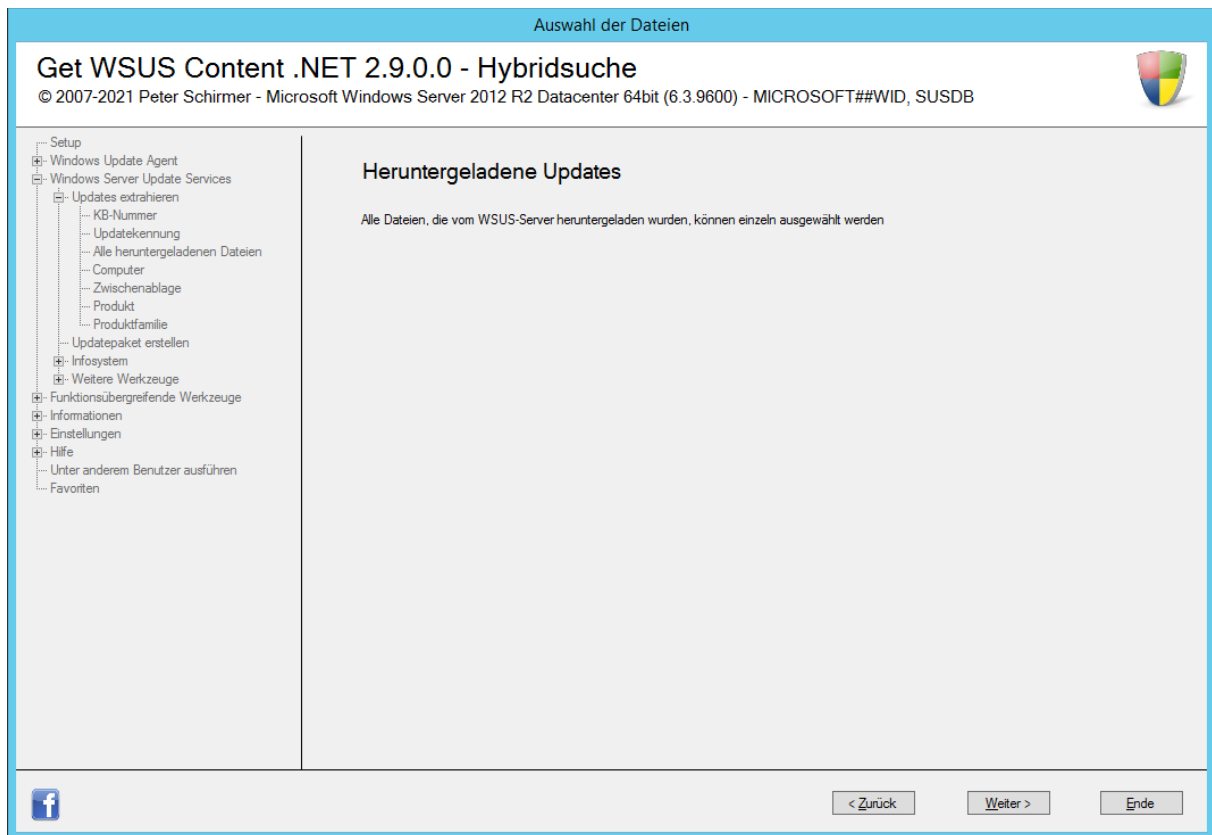 Auswahl der Dateien
Get WSUS Content .NET 2.9.0.0 - Hybridsuche
© 2007-2021 Peter Schirmer - Microsoft Windows Server 2012 R2 Datacenter 64bit (6.3.9600) - MICROSOFT##WID, SUSDB
Setup
Windows Update Agent
Windows Server Update Services
Updates extrahieren
KB-Nummer
Updatekennung
Alle heruntergeladenen Dateien
Computer
Zwischenablage
Produkt
Produktfamilie
Updatepaket erstellen
Infosystem
Weitere Werkzeuge
Funktionsübergreifende Werkzeuge
Informationen
Einstellungen
Hilfe
Unter anderem Benutzer ausführen
Favoriten
Heruntergeladene Updates
Alle Dateien, die vom WSUS-Server heruntergeladen wurden, können einzeln ausgewählt werden
f
< Zurück Weiter > Ende